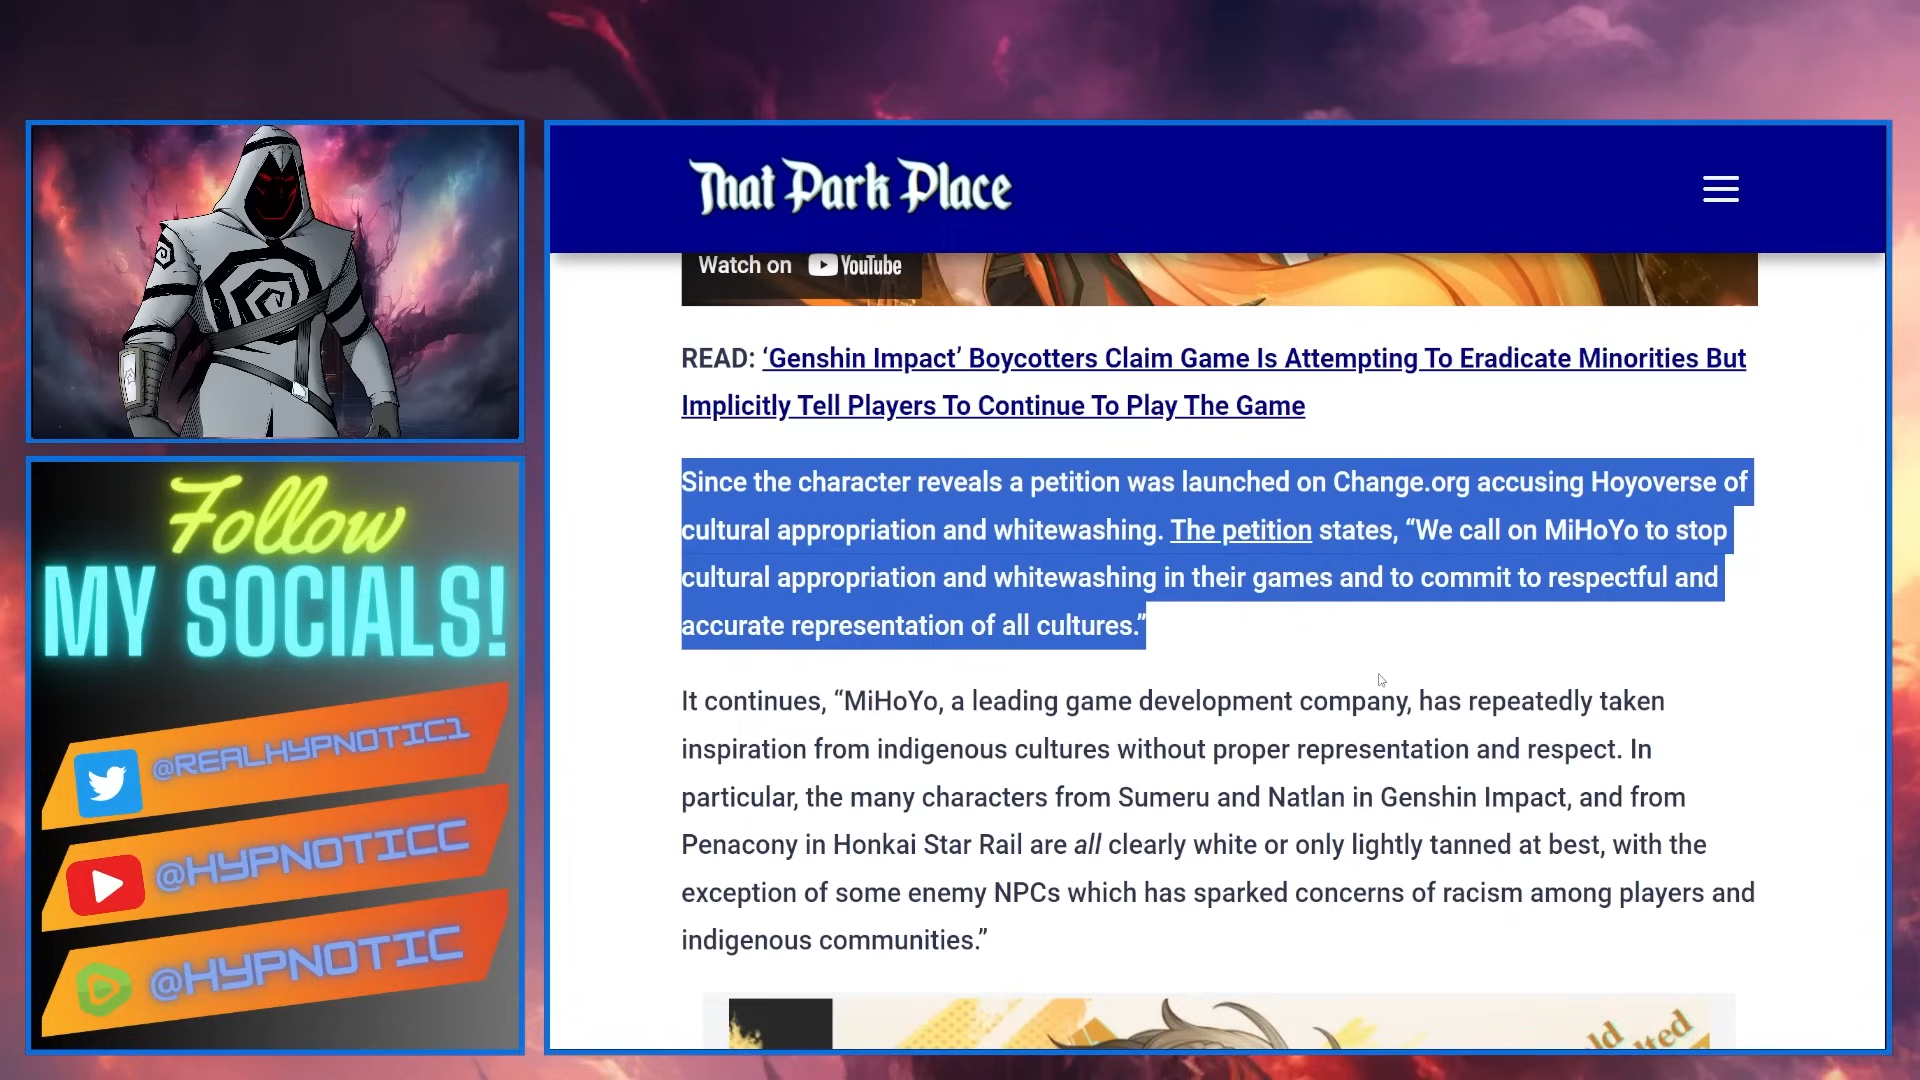 That Park Place
Watch on YouTube
READ: ‘Genshin Impact’ Boycotters Claim Game Is Attempting To Eradicate Minorities But
Implicitly Tell Players To Continue To Play The Game
Since the character reveals a petition was launched on Change.org accusing Hoyoverse of
cultural appropriation and whitewashing. The petition states, “We call on MiHoYo to stop
cultural appropriation and whitewashing in their games and to commit to respectful and
accurate representation of all cultures.”
It continues, “MiHoYo, a leading game development company, has repeatedly taken
inspiration from indigenous cultures without proper representation and respect. In
particular, the many characters from Sumeru and Natlan in Genshin Impact, and from
Penacony in Honkai Star Rail are all clearly white or only lightly tanned at best, with the
exception of some enemy NPCs which has sparked concerns of racism among players and
indigenous communities.”
Follow
MY SOCIALS!
@REALHYPNOTIC1
@HYPNOTICC
@HYPNOTIC